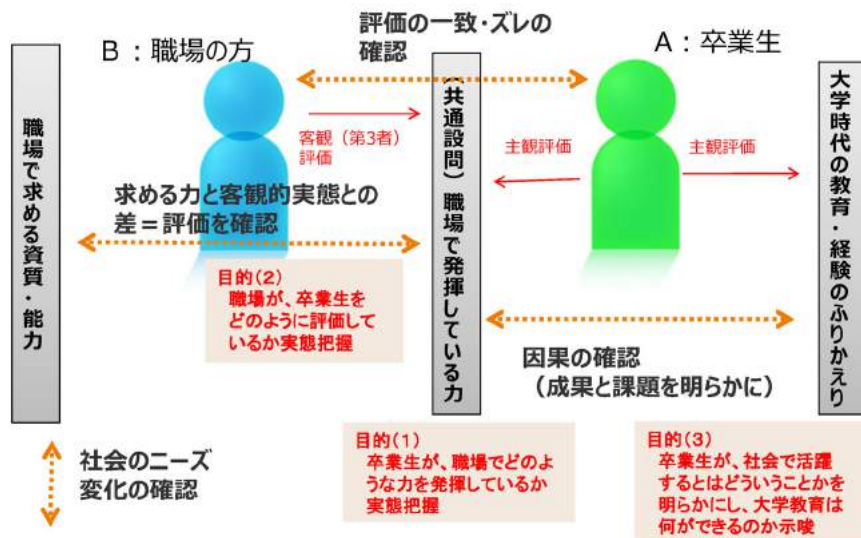 評価の一致・ズレの
確認
B：職場の方
A：卒業生
職場で求める資質・能力
客観（第3者）
評価
（共通設問）職場で発揮している力
主観評価
主観評価
大学時代の教育・経験のふりかえり
求める力と客観的実態との
差＝評価を確認
目的(2)
職場が、卒業生を
どのように評価して
いるか実態把握
因果の確認
（成果と課題を明らかに）
社会のニーズ
変化の確認
目的(1)
卒業生が、職場でどのよ
うな力を発揮しているか
実態把握
目的(3)
卒業生が、社会で活躍
するとはどういうことかを
明らかにし、大学教育は
何ができるのか示唆